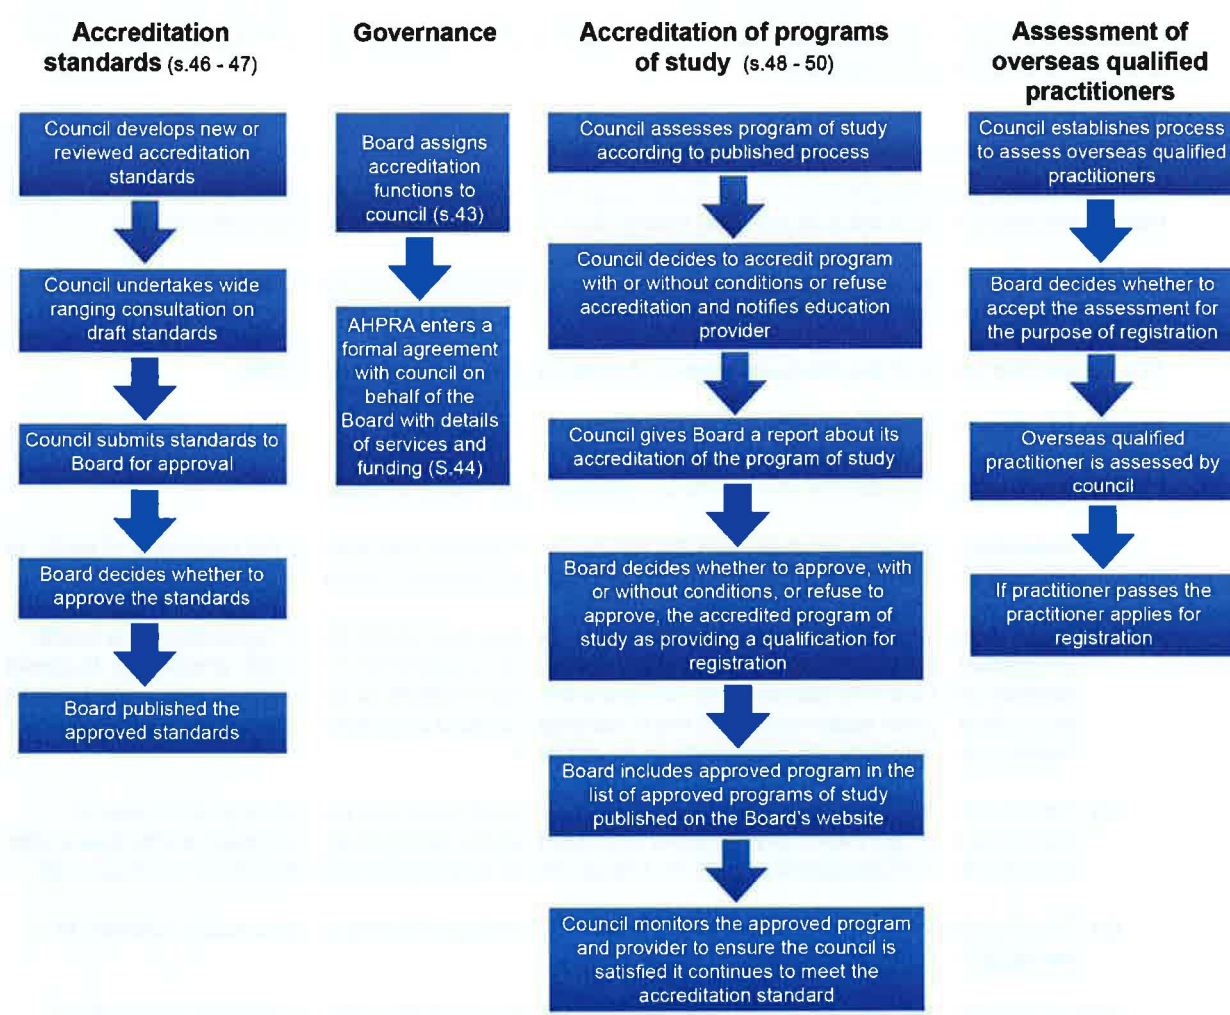 Accreditation
standards (s.46 - 47)
Council develops new or
reviewed accreditation
standards
Council undertakes wide
ranging consultation on
draft standards
Council submits standards to
Board for approval
Board decides whether to
approve the standards
Board published the
approved standards
Governance
Board assigns
accreditation
functions to
council (s.43)
AHPRA enters a
formal agreement
with council on
behalf of the
Board with details
of services and
funding (S.44)
Accreditation of programs
of study (s.48 - 50)
Council assesses program of study
according to published process
Council decides to accredit program
with or without conditions or refuse
accreditation and notifies education
provider
Council gives Board a report about its
accreditation of the program of study
Board decides whether to approve, with
or without conditions, or refuse to
approve, the accredited program of
study as providing a qualification for
registration
Board includes approved program in the
list of approved programs of study
published on the Board's website
Council monitors the approved program
and provider to ensure the council is
satisfied it continues to meet the
accreditation standard
Assessment of
overseas qualified
practitioners
Council establishes process
to assess overseas qualified
practitioners
Board decides whether to
accept the assessment for
the purpose of registration
Overseas qualified
practitioner is assessed by
council
If practitioner passes the
practitioner applies for
registration